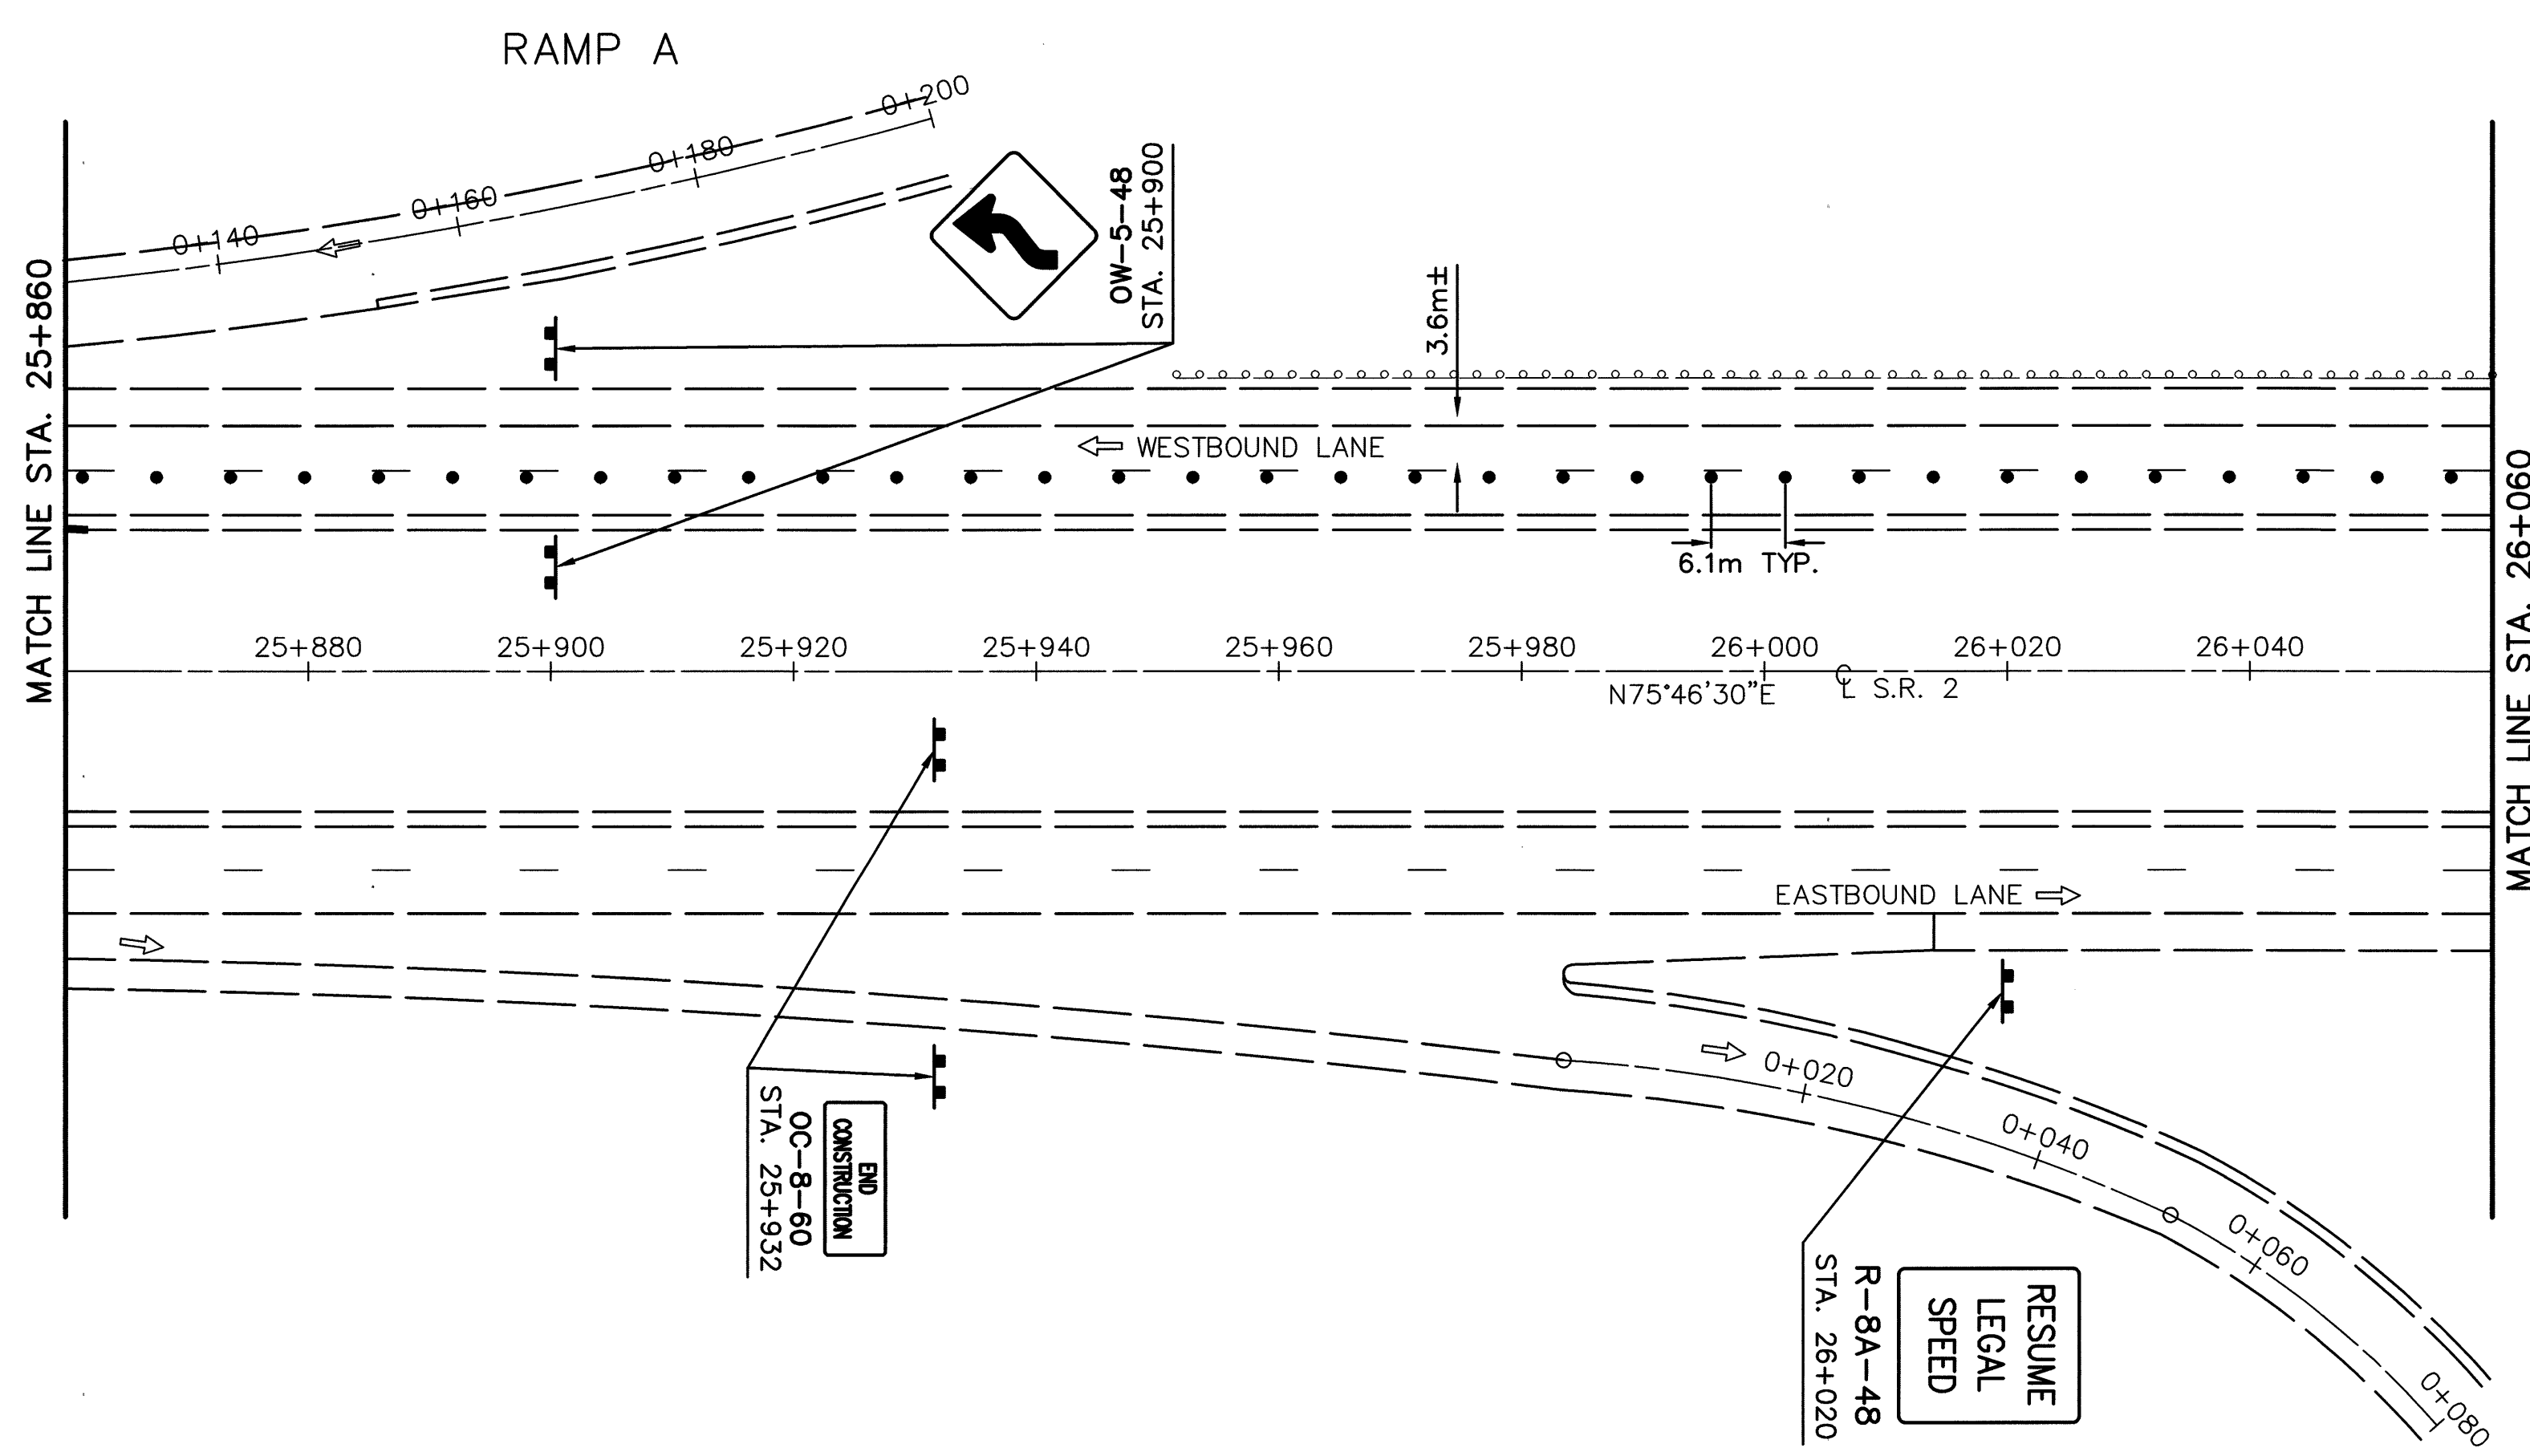 RAMP A
0+200
0+180
0+160
0+140
OW-5-48
STA. 25+900
3.6m±
MATCH LINE STA. 25+860
WESTBOUND LANE
6.1m TYP.
MATCH LINE STA. 26+060
25+880
25+900
25+920
25+940
25+960
25+980
26+000
26+020
26+040
N75°46'30"E
℄ S.R. 2
EASTBOUND LANE
0+020
0+040
0+060
0+080
END
CONSTRUCTION
OC-8-60
STA. 25+932
RESUME
LEGAL
SPEED
R-8A-48
STA. 26+020